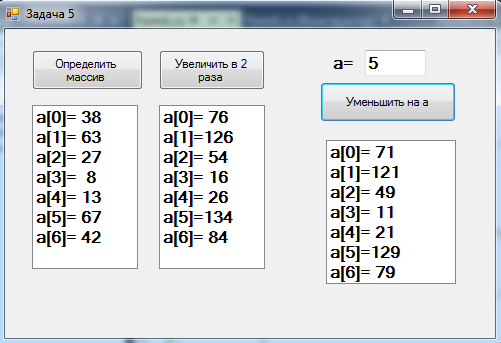 Задача 5
Определить
массив
Увеличить в 2
раза
a= 5
Уменьшить на a
a[0]= 38
a[1]= 63
a[2]= 27
a[3]= 8
a[4]= 13
a[5]= 67
a[6]= 42
a[0]= 76
a[1]=126
a[2]= 54
a[3]= 16
a[4]= 26
a[5]=134
a[6]= 84
a[0]= 71
a[1]=121
a[2]= 49
a[3]= 11
a[4]= 21
a[5]=129
a[6]= 79